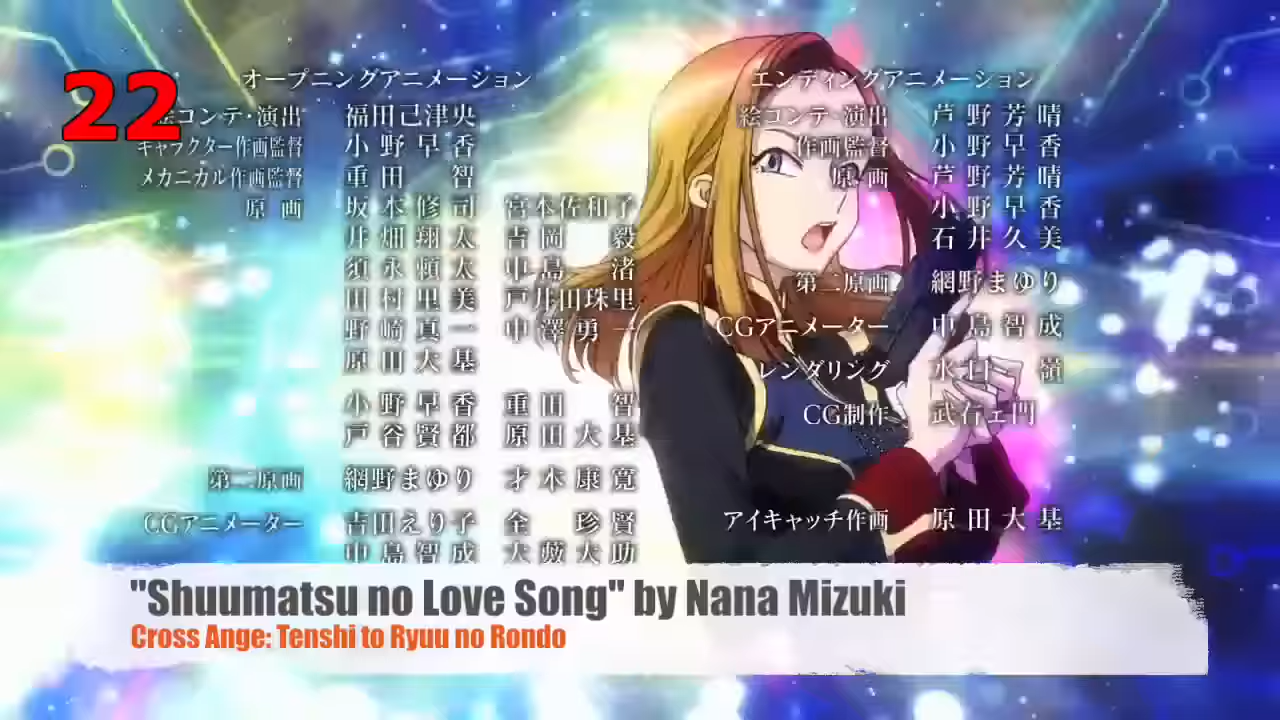 22
オープニングアニメーション
絵コンテ・演出 福田己津央
キャラクター作画監督 小野早香
メカニカル作画監督 重田 智
原画 坂本修司 宮本佐和子
井畑翔太 吉岡 毅
須永頼太 中島 渚
田村里美 戸井田珠里
野崎真一 中澤勇一
原田大基
小野早香 重田 智
戸谷賢都 原田大基
第二原画 網野まゆり 才木康寛
CGアニメーター 吉田えり子 全 珍賢
中島智成 大薮太助
エンディングアニメーション
絵コンテ・演出 芦野芳晴
作画監督 小野早香
原画 芦野芳晴
小野早香
石井久美
第二原画 網野まゆり
CGアニメーター 中島智成
レンダリング 水口 嶺
CG制作 武右ェ門
アイキャッチ作画 原田大基
"Shuumatsu no Love Song" by Nana Mizuki
Cross Ange: Tenshi to Ryuu no Rondo